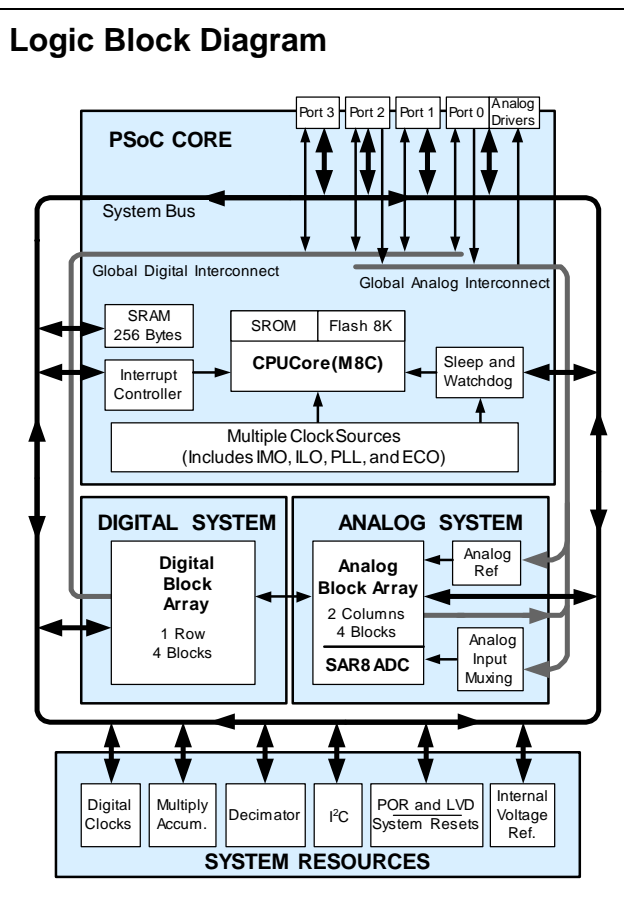 Logic Block Diagram
Port 3
Port 2
Port 1
Port 0
Analog
Drivers
PSoC CORE
System Bus
Global Digital Interconnect
Global Analog Interconnect
SRAM
256 Bytes
SROM
Flash 8K
CPUCore(M8C)
Interrupt
Controller
Sleep and
Watchdog
Multiple Clock Sources
(Includes IMO, ILO, PLL, and ECO)
DIGITAL SYSTEM
ANALOG SYSTEM
Digital
Block
Array
1 Row
4 Blocks
Analog
Block Array
2 Columns
4 Blocks
SAR8 ADC
Analog
Ref
Analog
Input
Muxing
Digital
Clocks
Multiply
Accum.
Decimator
I²C
POR and LVD
System Resets
Internal
Voltage
Ref.
SYSTEM RESOURCES